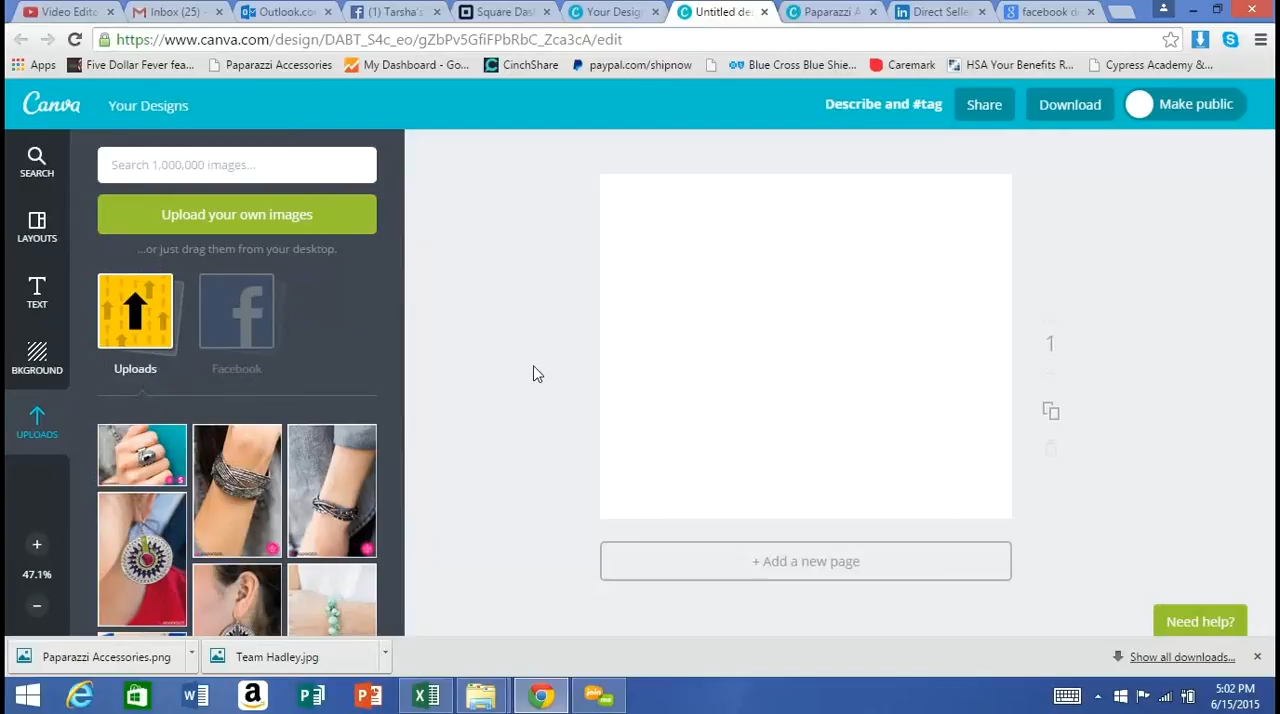 Video Edito
Inbox (25) -
Outlook.co
(1) Tarsha's
Square Das
Your Desig
Untitled de
Paparazzi A
Direct Selle
facebook d
https://www.canva.com/design/DABT_S4c_eo/gZbPv5GfiFPbRbC_Zca3cA/edit
Apps
Five Dollar Fever fea...
Paparazzi Accessories
My Dashboard - Go...
CinchShare
paypal.com/shipnow
Blue Cross Blue Shie...
Caremark
HSA Your Benefits R...
Cypress Academy &...
Canva
Your Designs
Describe and #tag
Share
Download
Make public
SEARCH
LAYOUTS
TEXT
BKGROUND
UPLOADS
+
47.1%
−
Search 1,000,000 images...
Upload your own images
...or just drag them from your desktop.
Uploads
Facebook
1
+ Add a new page
Need help?
Paparazzi Accessories.png
Team Hadley.jpg
Show all downloads...
join
me
5:02 PM
6/15/2015